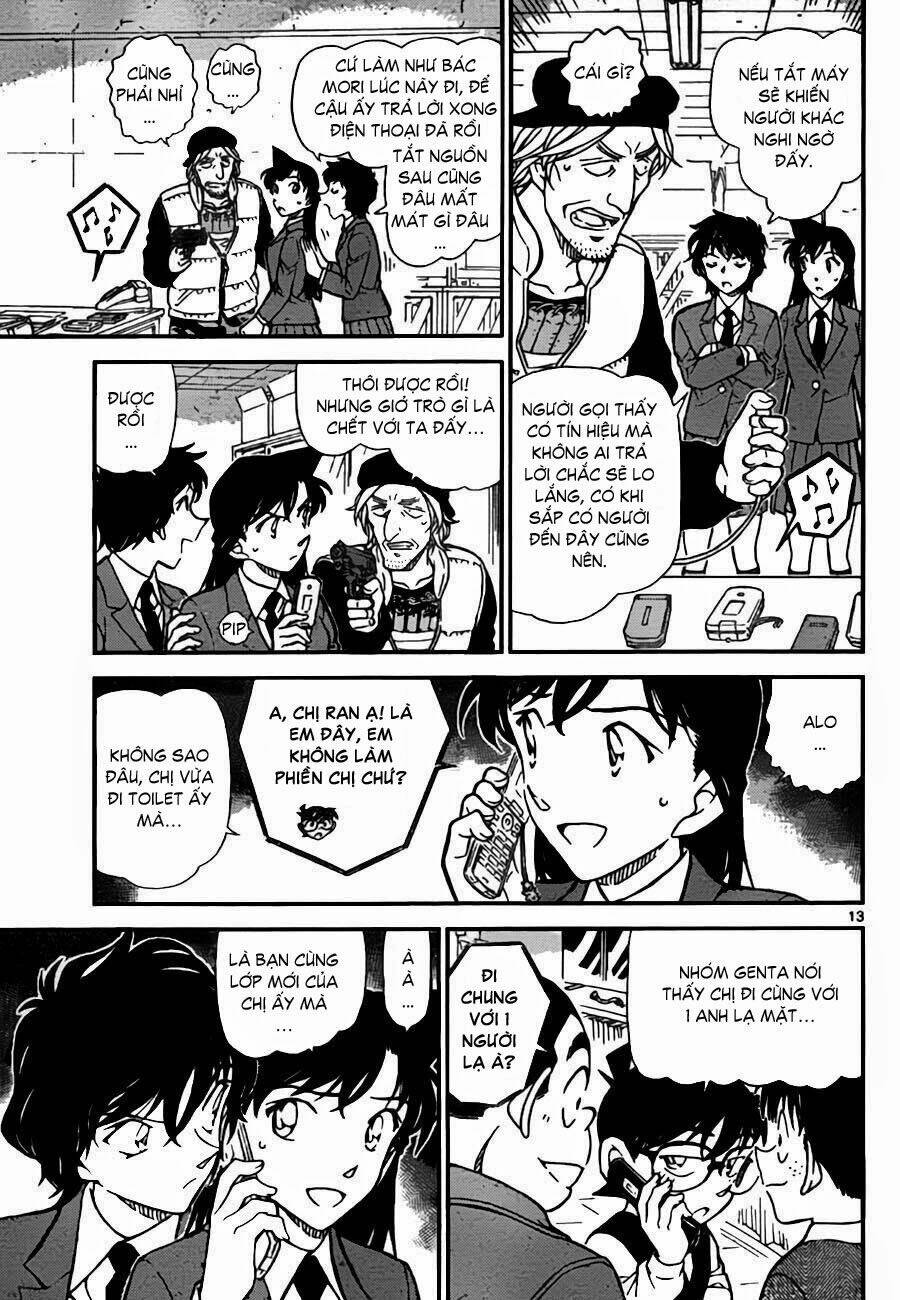 NẾU TẮT MÁY
SẼ KHIẾN
NGƯỜI KHÁC
NGHI NGỜ
ĐẤY.
CÁI GÌ?
NGƯỜI GỌI THẤY
CÓ TÍN HIỆU MÀ
KHÔNG AI TRẢ
LỜI CHẮC SẼ LO
LẮNG, CÓ KHI
SẮP CÓ NGƯỜI
ĐẾN ĐÂY CŨNG
NÊN.
CỨ LÀM NHƯ BÁC
MORI LÚC NÃY ĐI, ĐỂ
CẬU ẤY TRẢ LỜI XONG
ĐIỆN THOẠI ĐÃ RỒI
TẮT NGUỒN
SAU CŨNG
ĐÂU MẤT
MÁT GÌ ĐÂU
...
CŨNG
...
CŨNG
PHẢI NHỈ
...
THÔI ĐƯỢC RỒI!
NHƯNG GIỞ TRÒ GÌ LÀ
CHẾT VỚI TA ĐẤY...
ĐƯỢC
RỒI
...
PIP
ALO
...
A, CHỊ RAN Ạ! LÀ
EM ĐÂY, EM
KHÔNG LÀM
PHIỀN CHỊ CHỨ?
KHÔNG SAO
ĐÂU, CHỊ VỪA
ĐI TOILET ẤY
MÀ...
13
NHÓM GENTA NÓI
THẤY CHỊ ĐI CÙNG VỚI
1 ANH LẠ MẶT...
ĐI
CHUNG
VỚI 1
NGƯỜI
LẠ À?
À
À
...
LÀ BẠN CÙNG
LỚP MỚI CỦA
CHỊ ẤY MÀ
...